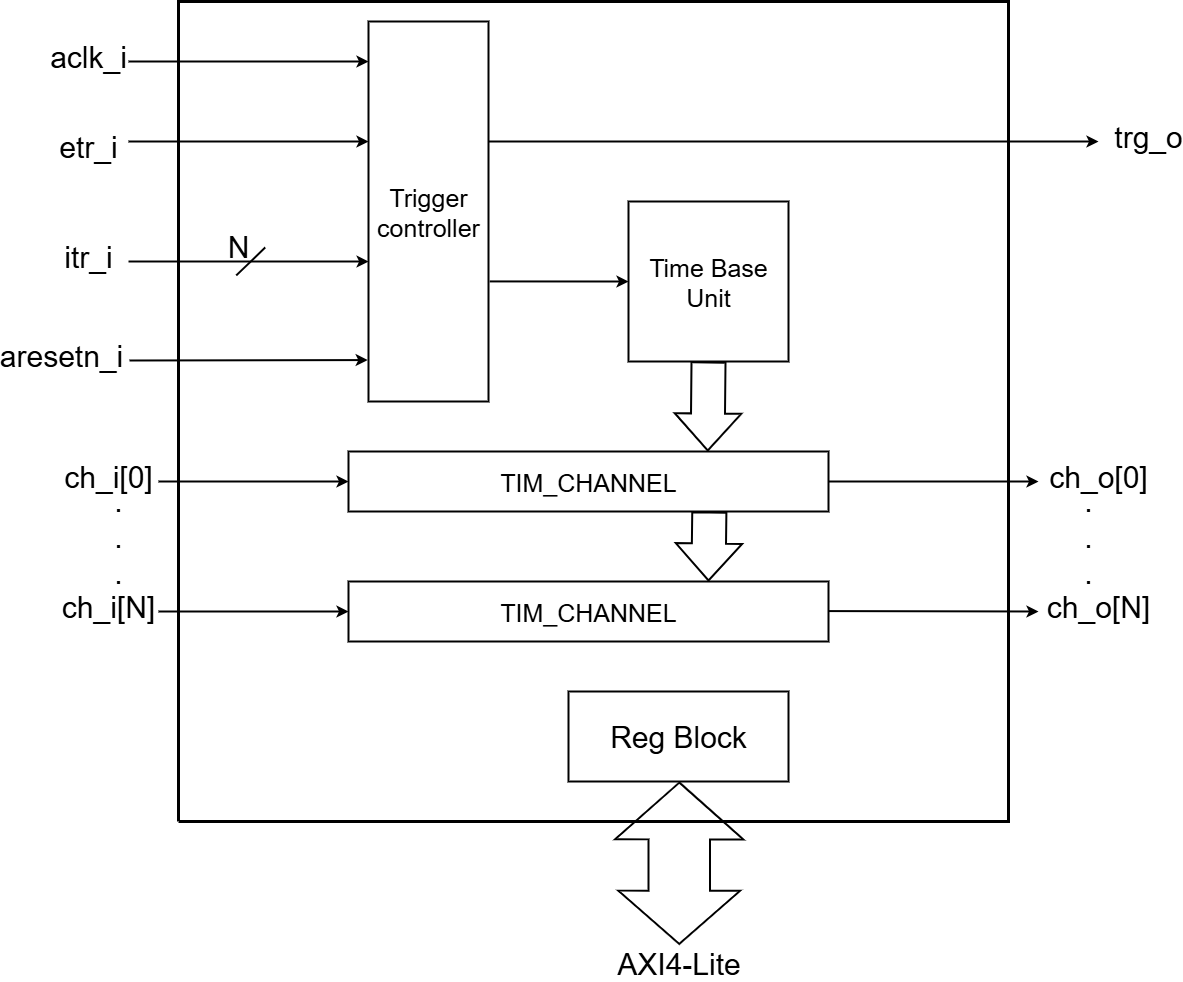 aclk_i
etr_i
trg_o
Trigger
controller
N
itr_i
Time Base
Unit
aresetn_i
ch_i[0]
TIM_CHANNEL
ch_o[0]
.
.
.
.
.
.
ch_i[N]
TIM_CHANNEL
ch_o[N]
Reg Block
AXI4-Lite